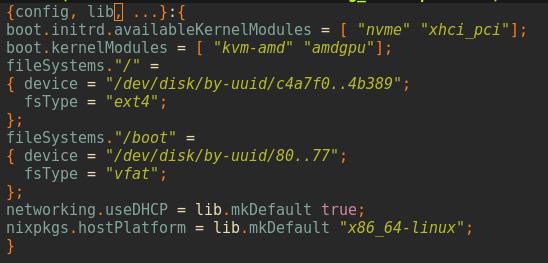 {config, lib, ...}:{
boot.initrd.availableKernelModules = [ "nvme" "xhci_pci"];
boot.kernelModules = [ "kvm-amd" "amdgpu"];
fileSystems."/" =
{ device = "/dev/disk/by-uuid/c4a7f0..4b389";
  fsType = "ext4";
};
fileSystems."/boot" =
{ device = "/dev/disk/by-uuid/80..77";
  fsType = "vfat";
};
networking.useDHCP = lib.mkDefault true;
nixpkgs.hostPlatform = lib.mkDefault "x86_64-linux";
}